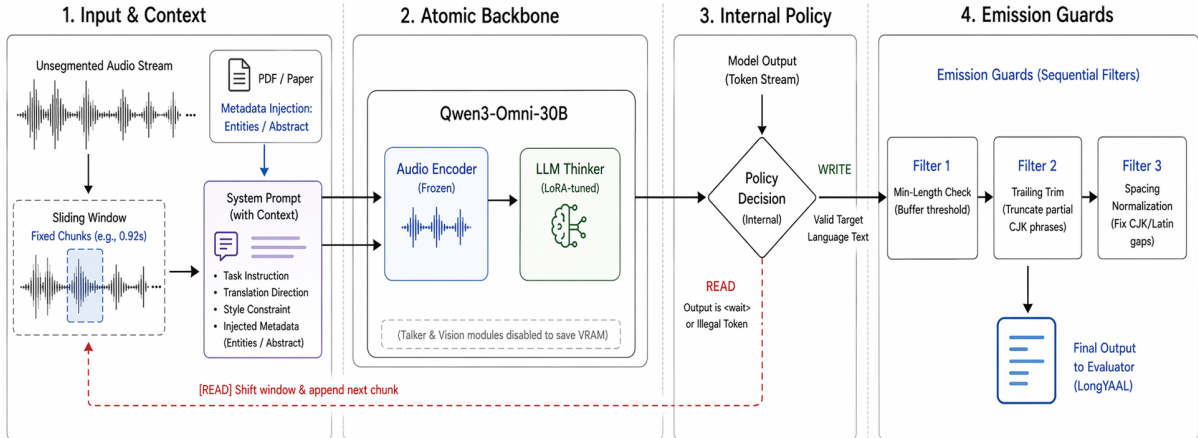 1. Input & Context
Unsegmented Audio Stream
PDF / Paper
Metadata Injection:
Entities / Abstract
Sliding Window
Fixed Chunks (e.g., 0.92s)
System Prompt
(with Context)
• Task Instruction
• Translation Direction
• Style Constraint
• Injected Metadata
(Entities / Abstract)
[READ] Shift window & append next chunk
2. Atomic Backbone
Qwen3-Omni-30B
Audio Encoder
(Frozen)
LLM Thinker
(LoRA-tuned)
(Talker & Vision modules disabled to save VRAM)
3. Internal Policy
Model Output
(Token Stream)
Policy
Decision
(Internal)
WRITE
Valid Target
Language Text
READ
Output is <wait>
or Illegal Token
4. Emission Guards
Emission Guards (Sequential Filters)
Filter 1
Min-Length Check
(Buffer threshold)
Filter 2
Trailing Trim
(Truncate partial
CJK phrases)
Filter 3
Spacing
Normalization
(Fix CJK/Latin
gaps)
Final Output
to Evaluator
(LongYAAL)